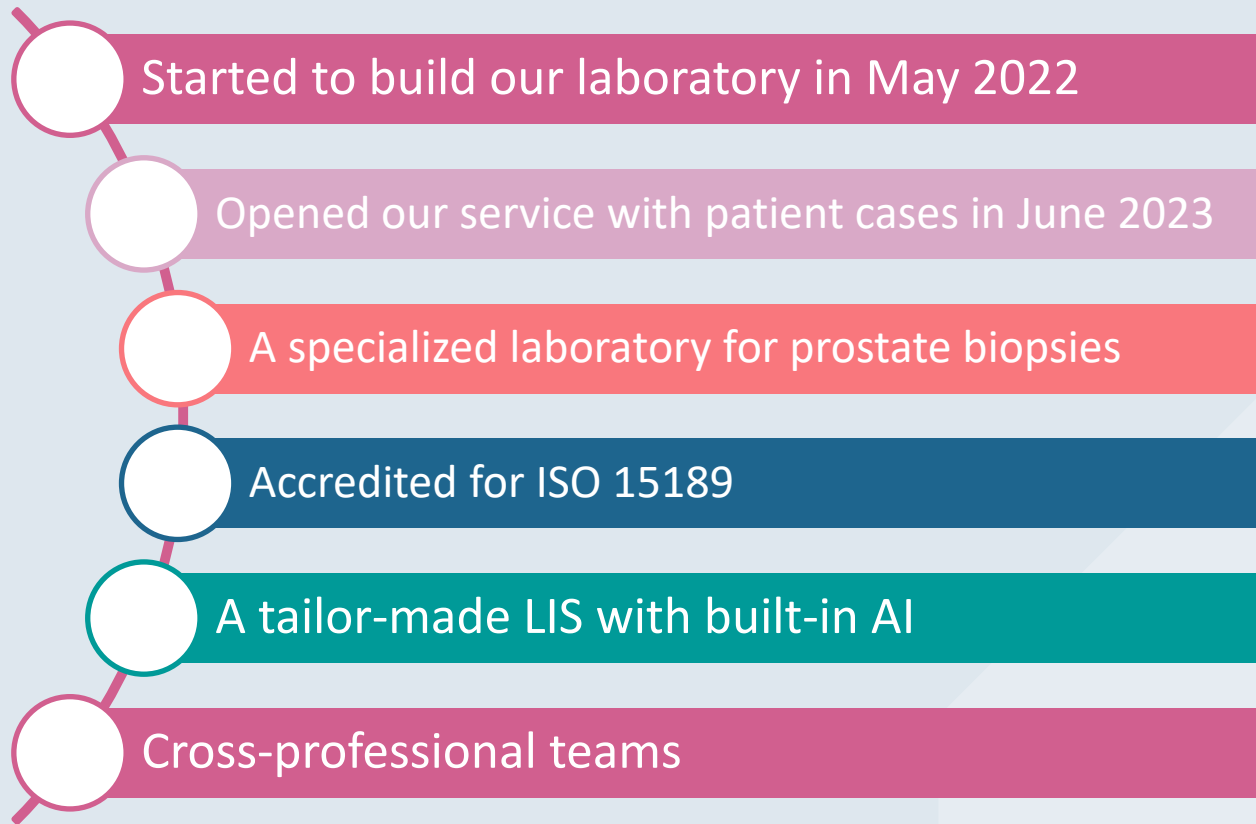 Started to build our laboratory in May 2022
Opened our service with patient cases in June 2023
A specialized laboratory for prostate biopsies
Accredited for ISO 15189
A tailor-made LIS with built-in AI
Cross-professional teams